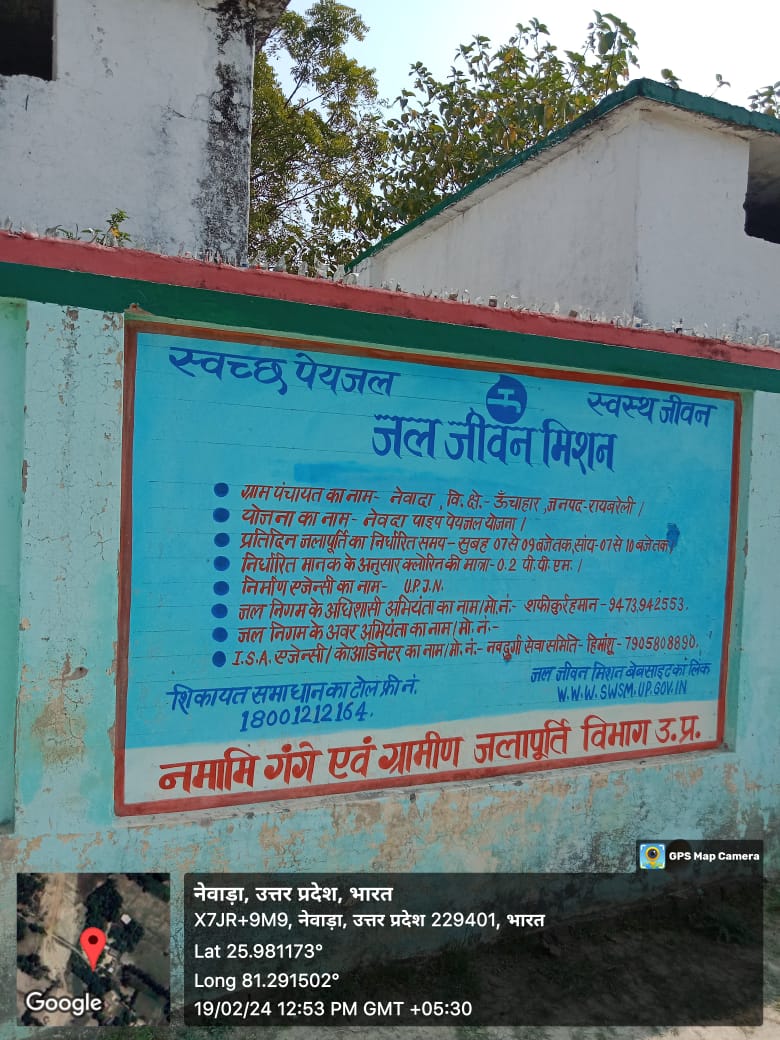 स्वच्छ पेयजल
स्वस्थ जीवन
जल जीवन मिशन
ग्राम पंचायत का नाम- नेवादा, वि.क्षे.- ऊँचाहार, जनपद-रायबरेली।
योजना का नाम- नेवदा पाइप पेयजल योजना।
प्रतिदिन जलापूर्ति का निर्धारित समय- सुबह 07 से 09 बजे तक, सांय-07 से 10 बजे तक
निर्धारित मानक के अनुसार क्लोरिन की मात्रा-0.2 पी.पी.एम.।
निर्माण एजेन्सी का नाम- U.P.J.N.
जल निगम के अधिशासी अभियंता का नाम/मो.नं:- शफीकुर्रहमान-9473942553.
जल निगम के अवर अभियंता का नाम/मो.नं.-
I.S.A. एजेन्सी/कोआडिनेटर का नाम/मो.नं.- नवदुर्गा सेवा समिति- हिमांशू-7905808890.
शिकायत समाधान का टोल फ्री नं.
18001212164.
जल जीवन मिशन बेबसाइट का लिंक
W.W.W.SWSM.UP.GOV.IN
नमामि गंगे एवं ग्रामीण जलापूर्ति विभाग उ.प्र.
GPS Map Camera
नेवाड़ा, उत्तर प्रदेश, भारत
X7JR+9M9, नेवाड़ा, उत्तर प्रदेश 229401, भारत
Lat 25.981173°
Long 81.291502°
19/02/24 12:53 PM GMT +05:30
Google